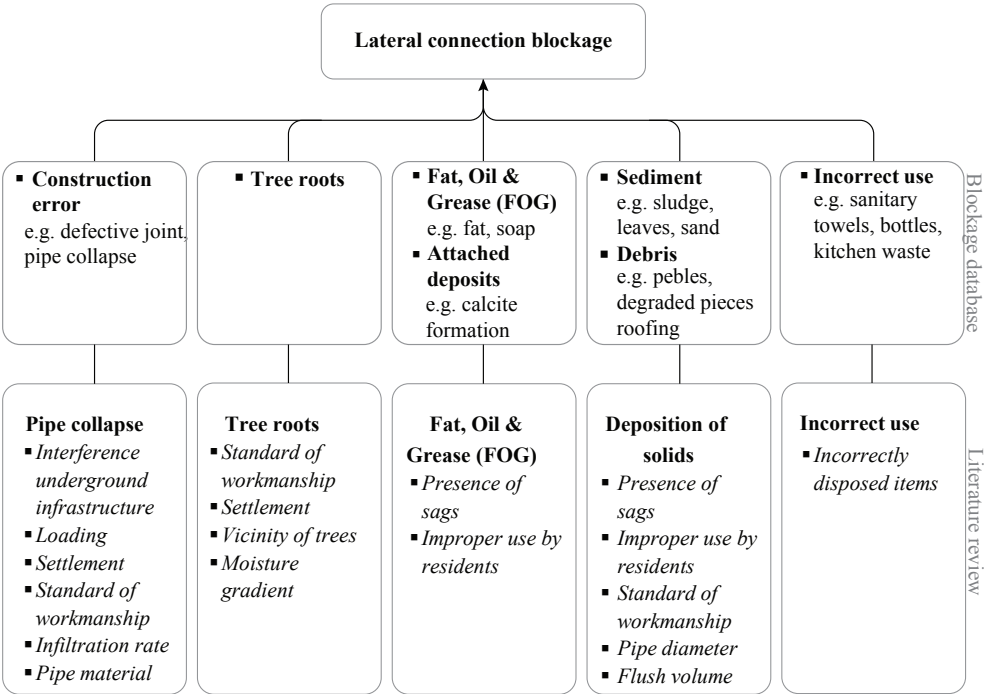 Lateral connection blockage
▪ Construction
error
e.g. defective joint,
pipe collapse
▪ Tree roots
▪ Fat, Oil &
Grease (FOG)
e.g. fat, soap
▪ Attached
deposits
e.g. calcite
formation
▪ Sediment
e.g. sludge,
leaves, sand
▪ Debris
e.g. pebles,
degraded pieces
roofing
▪ Incorrect use
e.g. sanitary
towels, bottles,
kitchen waste
Blockage database
Pipe collapse
▪ Interference
underground
infrastructure
▪ Loading
▪ Settlement
▪ Standard of
workmanship
▪ Infiltration rate
▪ Pipe material
Tree roots
▪ Standard of
workmanship
▪ Settlement
▪ Vicinity of trees
▪ Moisture
gradient
Fat, Oil &
Grease (FOG)
▪ Presence of
sags
▪ Improper use by
residents
Deposition of
solids
▪ Presence of
sags
▪ Improper use by
residents
▪ Standard of
workmanship
▪ Pipe diameter
▪ Flush volume
Incorrect use
▪ Incorrectly
disposed items
Literature review